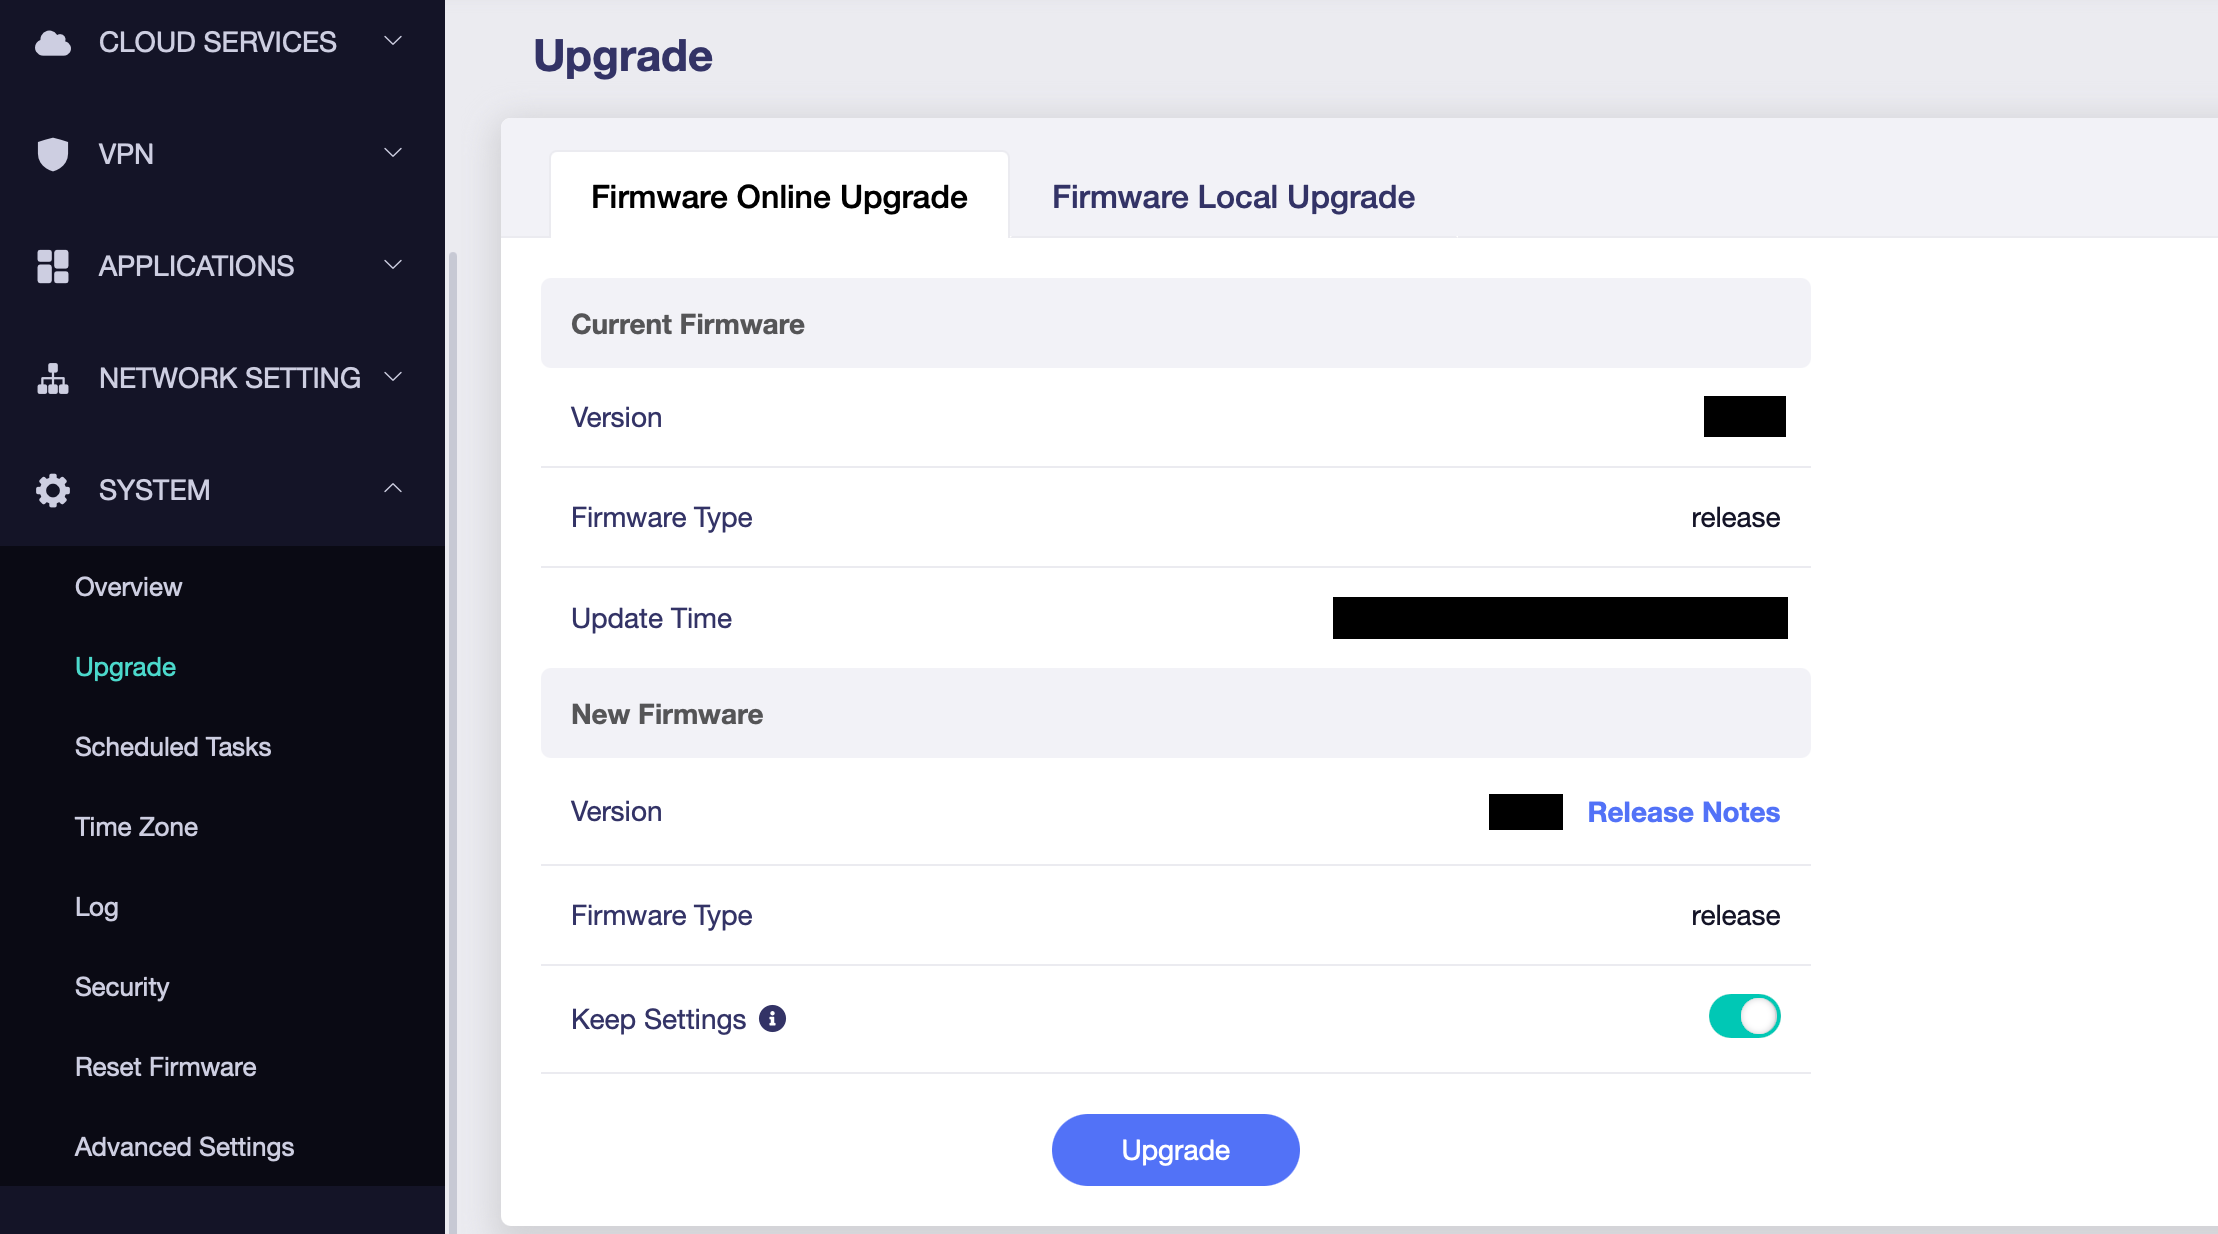 CLOUD SERVICES
VPN
APPLICATIONS
NETWORK SETTING
SYSTEM
Overview
Upgrade
Scheduled Tasks
Time Zone
Log
Security
Reset Firmware
Advanced Settings
Upgrade
Firmware Online Upgrade Firmware Local Upgrade
Current Firmware
Version
Firmware Type release
Update Time
New Firmware
Version Release Notes
Firmware Type release
Keep Settings
Upgrade